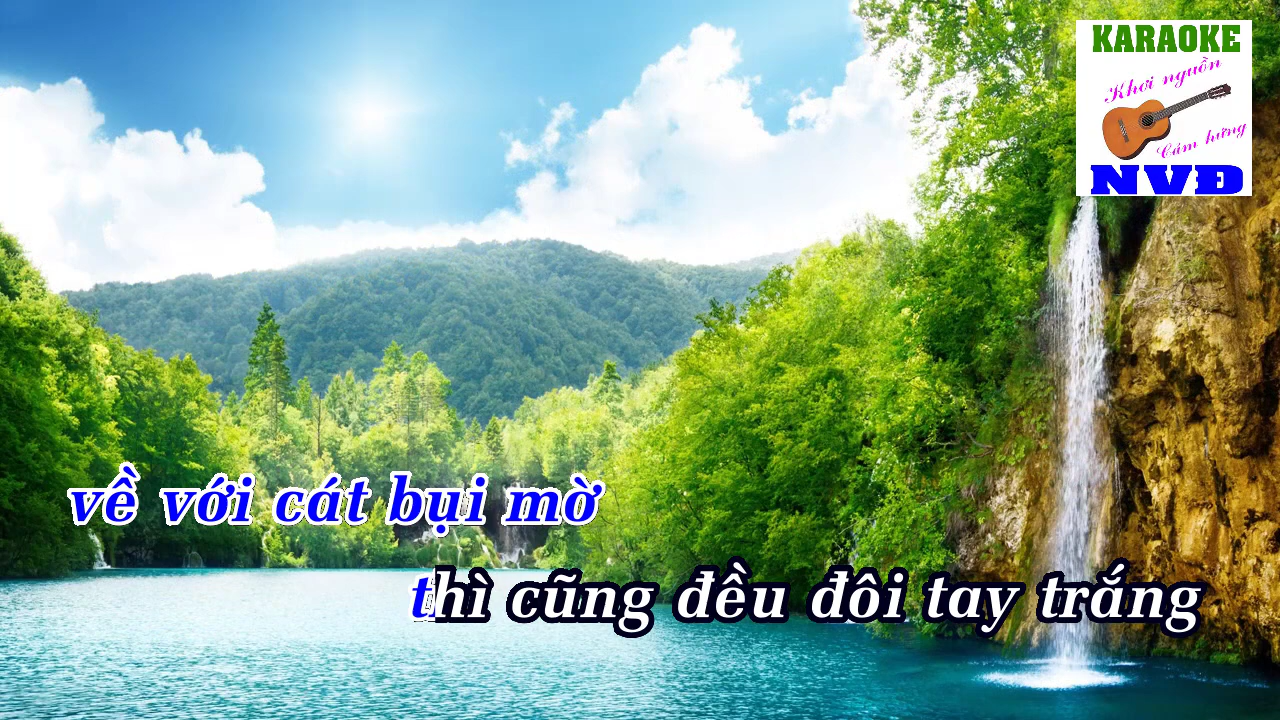 KARAOKE
Khơi nguồn
Cảm hứng
NVĐ
về với cát bụi mờ
thì cũng đều đôi tay trắng